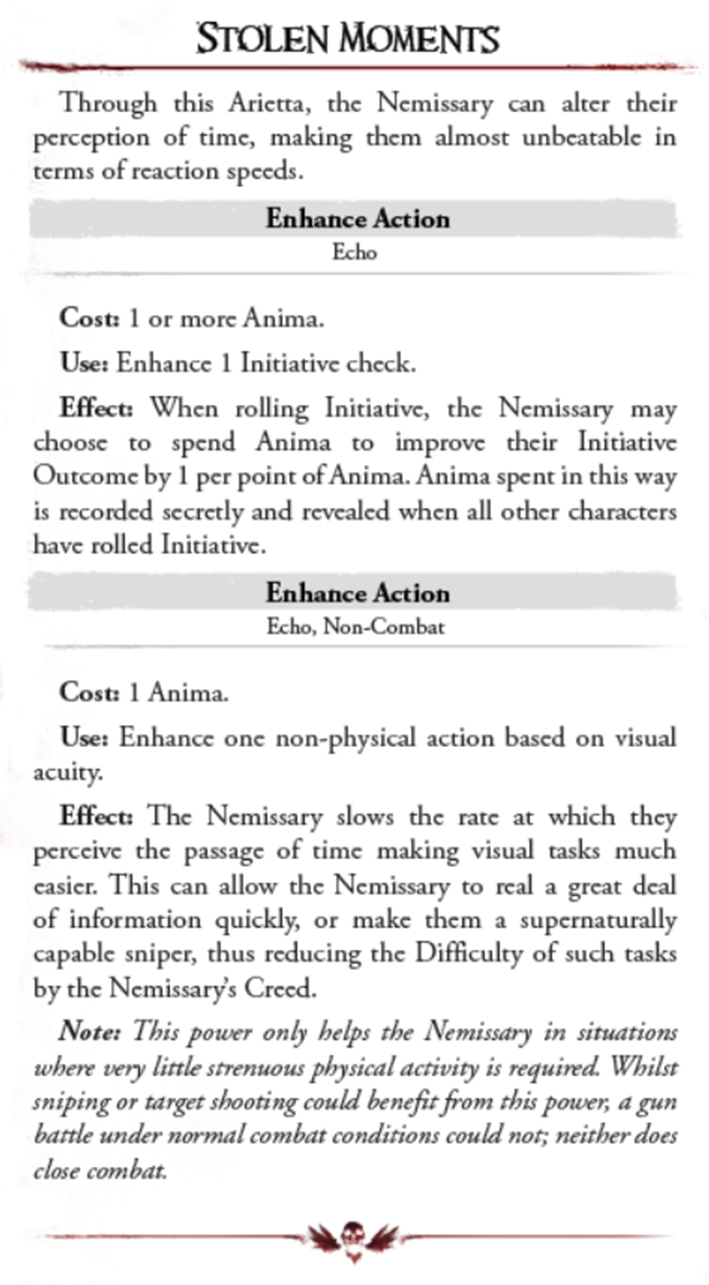 STOLEN MOMENTS
Through this Arietta, the Nemissary can alter their
perception of time, making them almost unbeatable in
terms of reaction speeds.
Enhance Action
Echo
Cost: 1 or more Anima.
Use: Enhance 1 Initiative check.
Effect: When rolling Initiative, the Nemissary may
choose to spend Anima to improve their Initiative
Outcome by 1 per point of Anima. Anima spent in this way
is recorded secretly and revealed when all other characters
have rolled Initiative.
Enhance Action
Echo, Non-Combat
Cost: 1 Anima.
Use: Enhance one non-physical action based on visual
acuity.
Effect: The Nemissary slows the rate at which they
perceive the passage of time making visual tasks much
easier. This can allow the Nemissary to real a great deal
of information quickly, or make them a supernaturally
capable sniper, thus reducing the Difficulty of such tasks
by the Nemissary's Creed.
Note: This power only helps the Nemissary in situations
where very little strenuous physical activity is required. Whilst
sniping or target shooting could benefit from this power, a gun
battle under normal combat conditions could not; neither does
close combat.